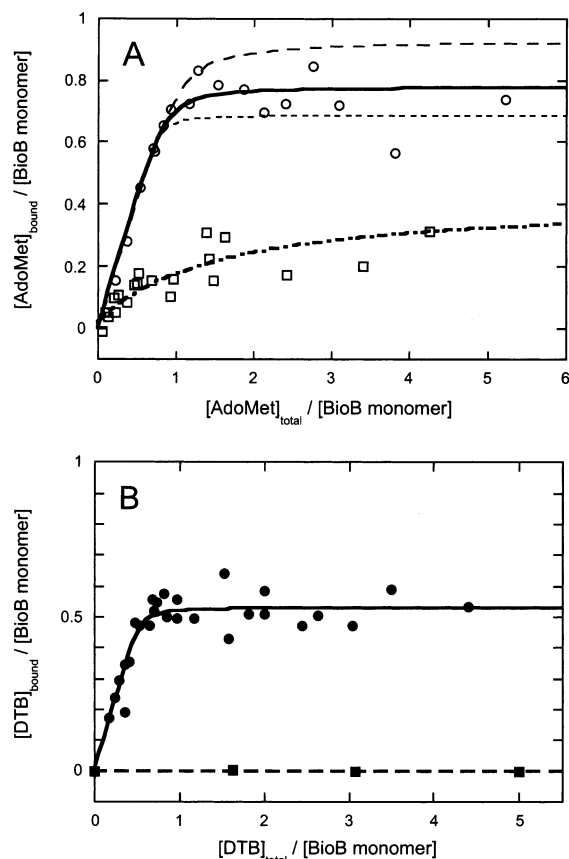 A
1
0.8
0.6
0.4
0.2
0
[AdoMet]bound / [BioB monomer]
0 1 2 3 4 5 6
[AdoMet]total / [BioB monomer]
B
1
0.5
0
[DTB]bound / [BioB monomer]
0 1 2 3 4 5
[DTB]total / [BioB monomer]